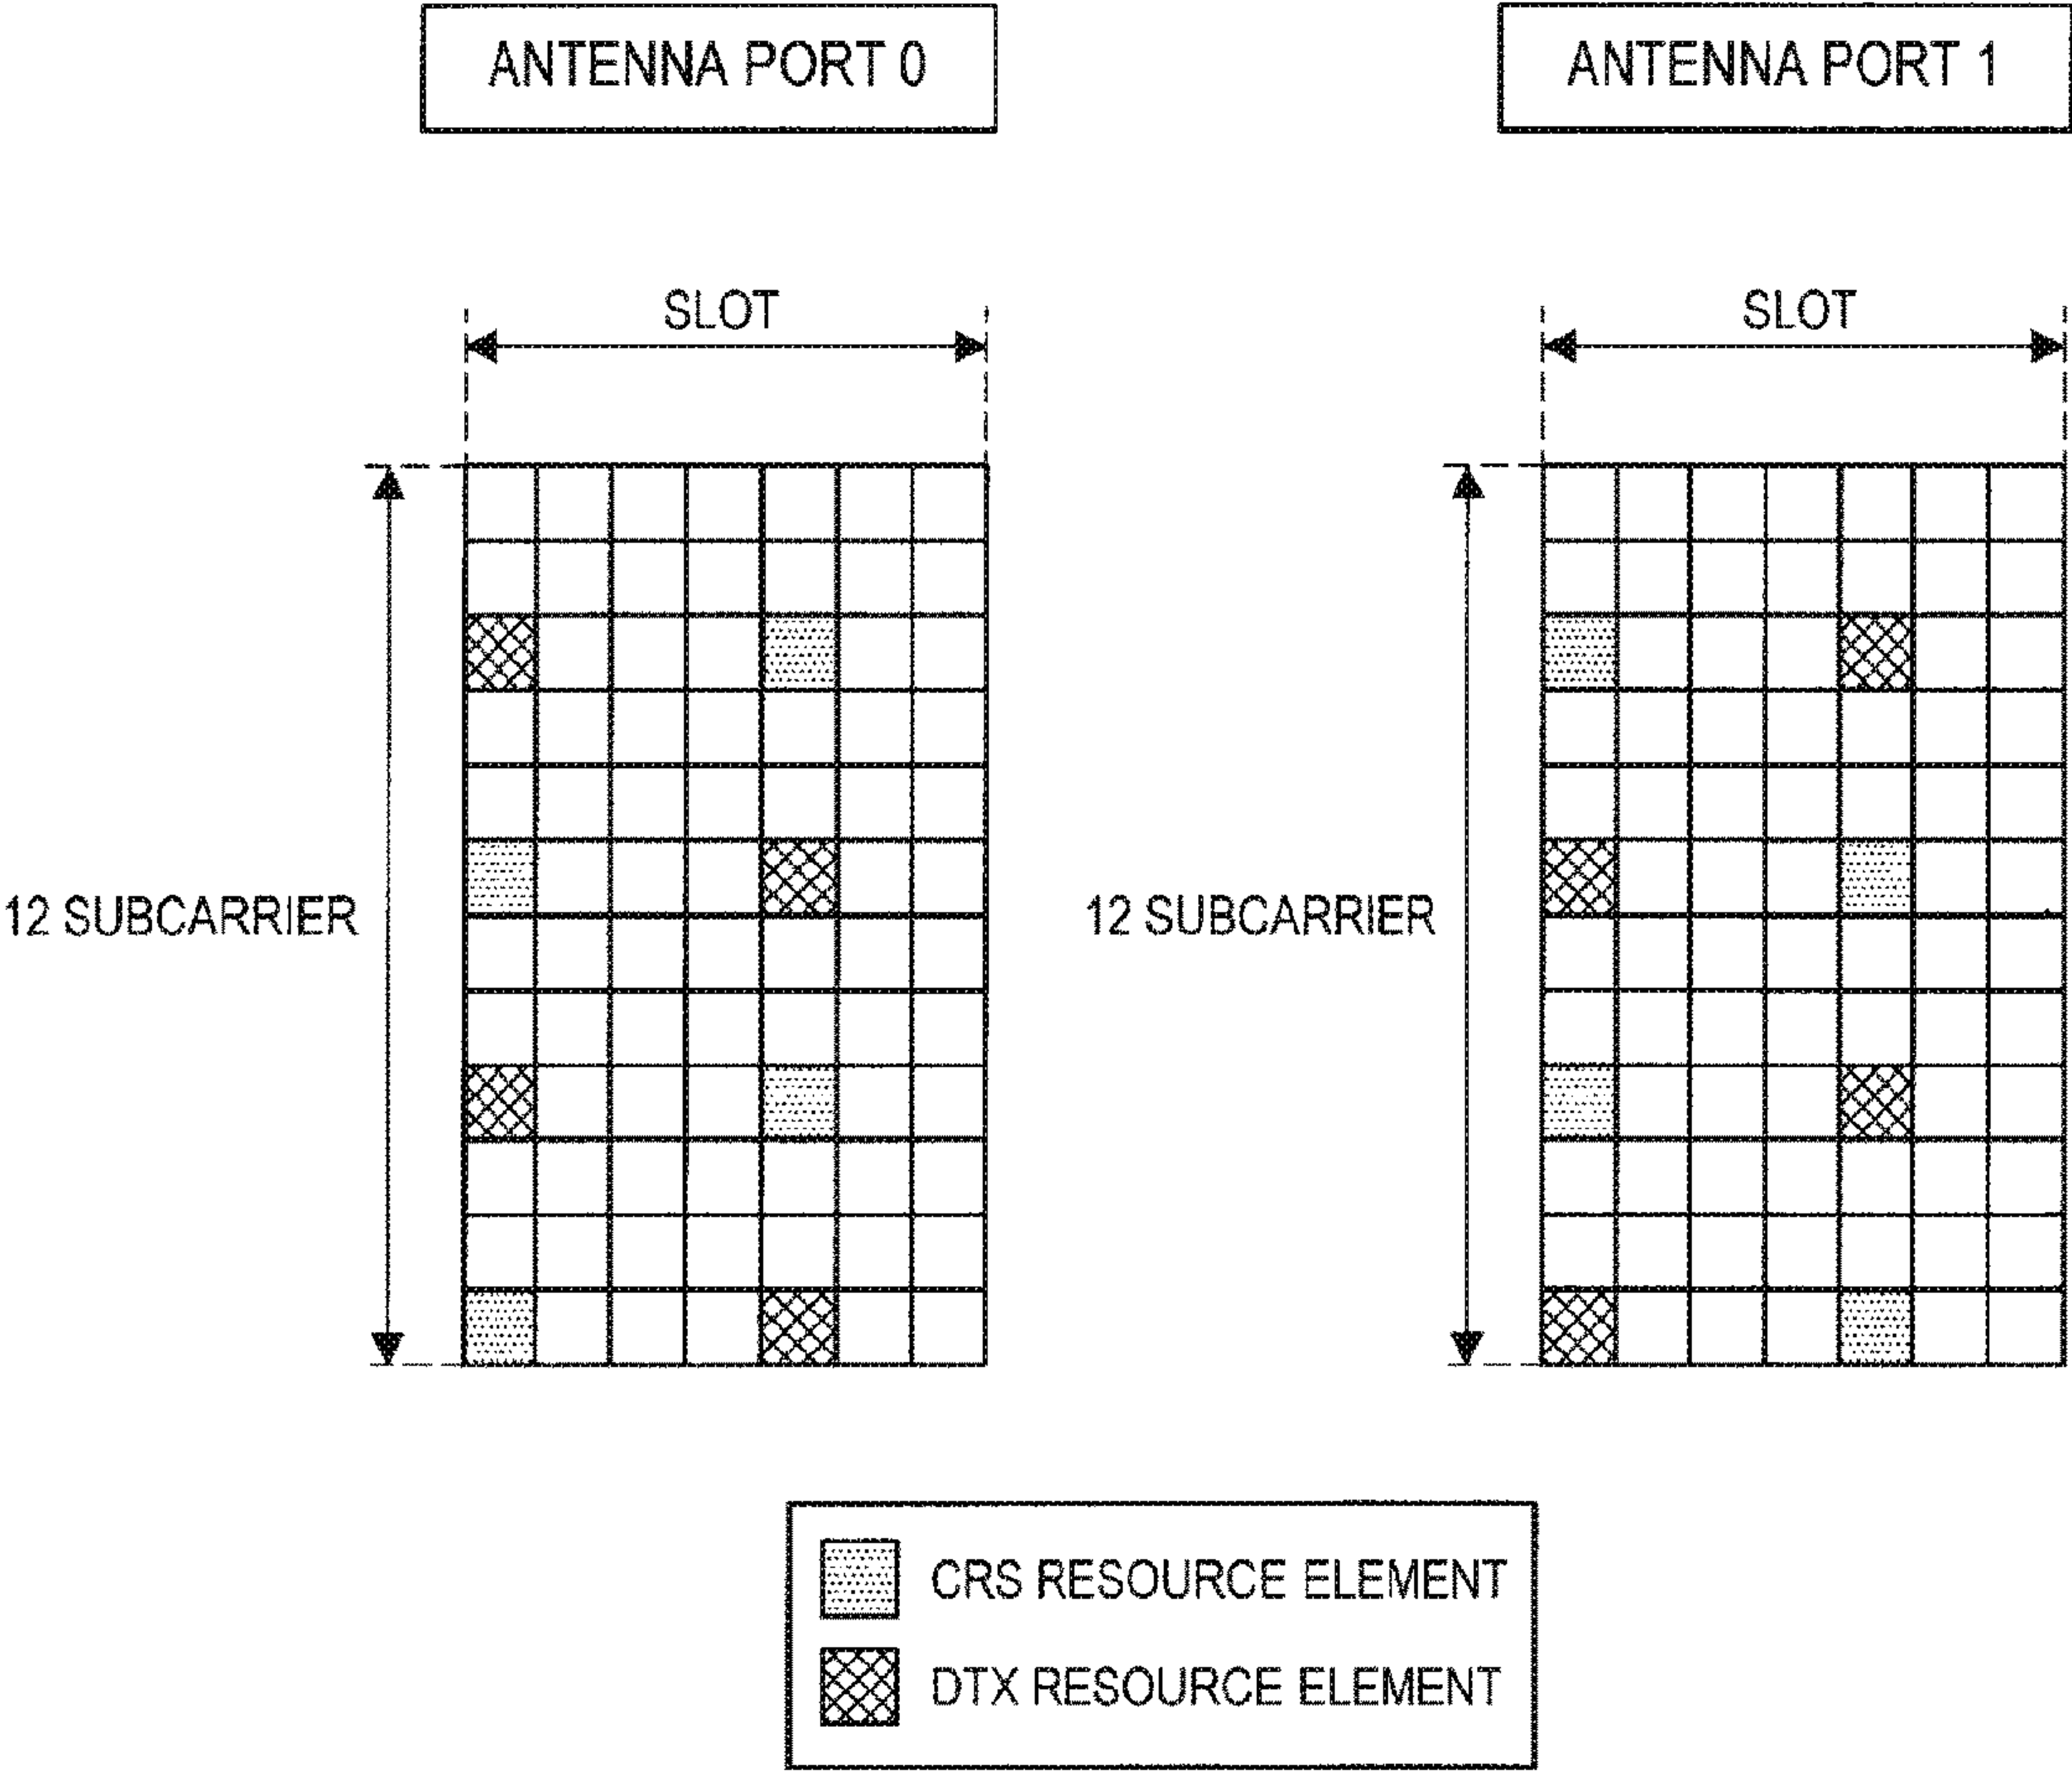 ANTENNA PORT 0
ANTENNA PORT 1
SLOT
SLOT
12 SUBCARRIER
12 SUBCARRIER
CRS RESOURCE ELEMENT
DTX RESOURCE ELEMENT